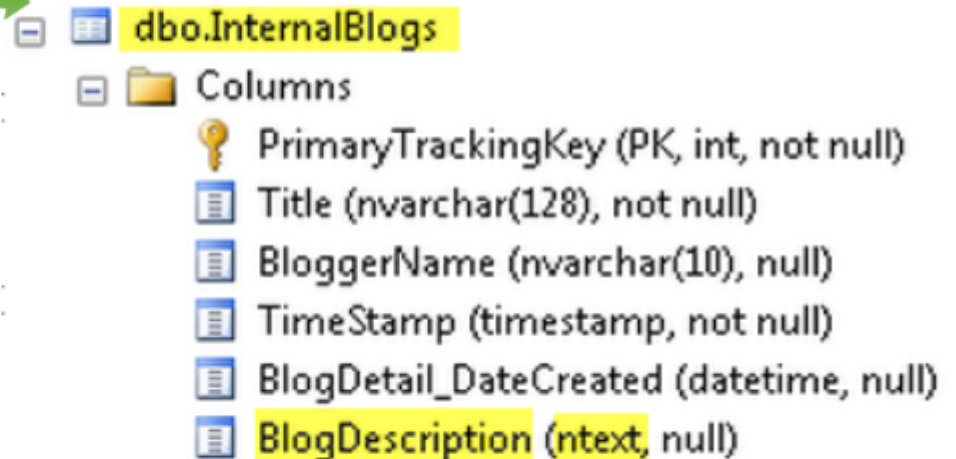 dbo.InternalBlogs
Columns
PrimaryTrackingKey (PK, int, not null)
Title (nvarchar(128), not null)
BloggerName (nvarchar(10), null)
TimeStamp (timestamp, not null)
BlogDetail_DateCreated (datetime, null)
BlogDescription (ntext, null)